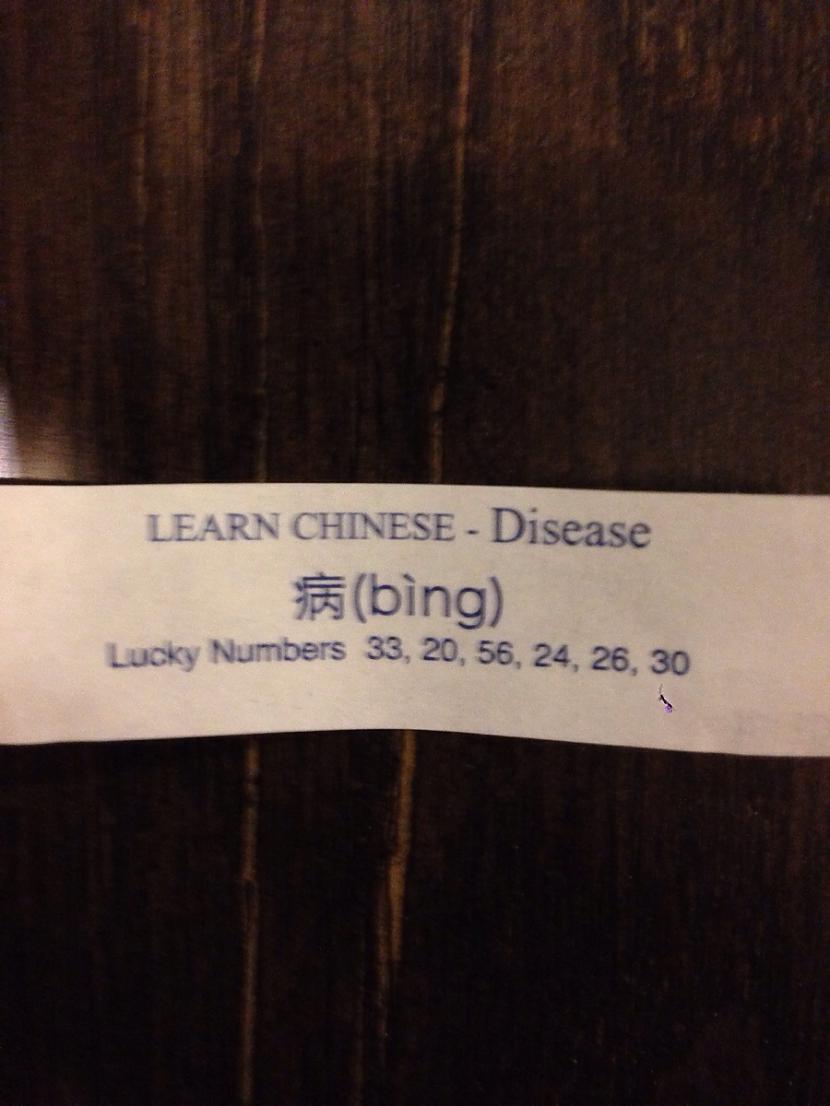 LEARN CHINESE - Disease
病(bìng)
Lucky Numbers 33, 20, 56, 24, 26, 30